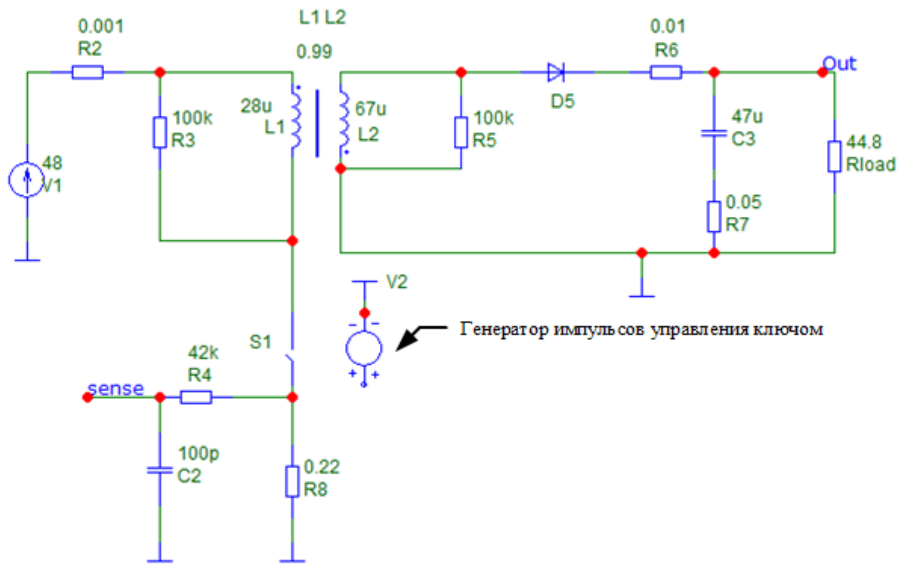 L1 L2
0.001
R2
0.99
0.01
R6
Out
100k
R3
28u
L1
67u
L2
100k
R5
D5
47u
C3
44.8
Rload
48
V1
0.05
R7
V2
S1
Генератор импульсов управления ключом
42k
R4
sense
100p
C2
0.22
R8